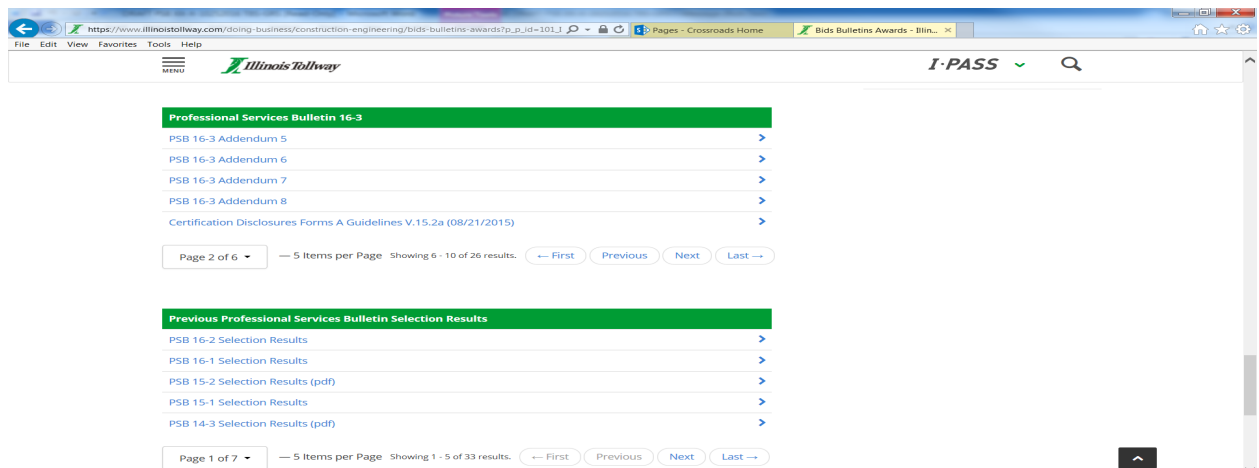 https://www.illinoistollway.com/doing-business/construction-engineering/bids-bulletins-awards?p_p_id=101_I
Pages - Crossroads Home
Bids Bulletins Awards - Illin...
File Edit View Favorites Tools Help
MENU
Illinois Tollway
I·PASS
Professional Services Bulletin 16-3
PSB 16-3 Addendum 5
PSB 16-3 Addendum 6
PSB 16-3 Addendum 7
PSB 16-3 Addendum 8
Certification Disclosures Forms A Guidelines V.15.2a (08/21/2015)
Page 2 of 6 — 5 Items per Page Showing 6 - 10 of 26 results. ← First Previous Next Last →
Previous Professional Services Bulletin Selection Results
PSB 16-2 Selection Results
PSB 16-1 Selection Results
PSB 15-2 Selection Results (pdf)
PSB 15-1 Selection Results
PSB 14-3 Selection Results (pdf)
Page 1 of 7 — 5 Items per Page Showing 1 - 5 of 33 results. ← First Previous Next Last →